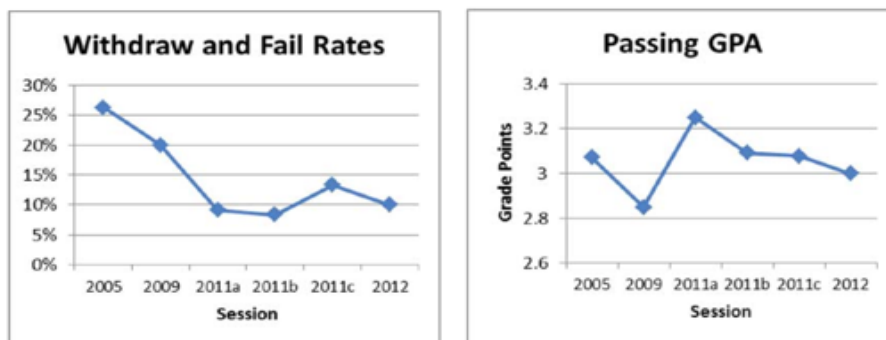 Withdraw and Fail Rates
30%
25%
20%
15%
10%
5%
0%
2005 2009 2011a 2011b 2011c 2012
Session
Passing GPA
Grade Points
3.4
3.2
3
2.8
2.6
2005 2009 2011a 2011b 2011c 2012
Session